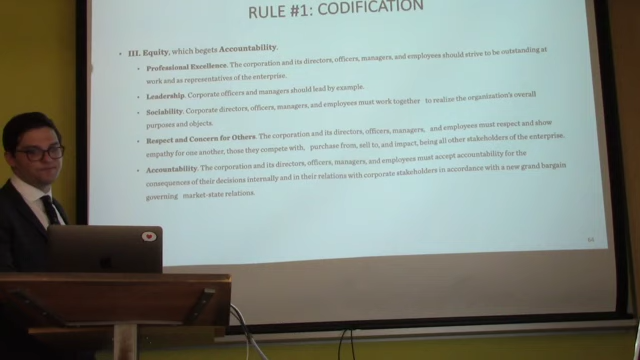 RULE #1: CODIFICATION
• III. Equity, which begets Accountability.
• Professional Excellence. The corporation and its directors, officers, managers, and employees should strive to be outstanding at
work and as representatives of the enterprise.
• Leadership. Corporate officers and managers should lead by example.
• Sociability. Corporate directors, officers, managers, and employees must work together to realize the organization's overall
purposes and objects.
• Respect and Concern for Others. The corporation and its directors, officers, managers, and employees must respect and show
empathy for one another, those they compete with, purchase from, sell to, and impact, being all other stakeholders of the enterprise.
• Accountability. The corporation and its directors, officers, managers, and employees must accept accountability for the
consequences of their decisions internally and in their relations with corporate stakeholders in accordance with a new grand bargain
governing market-state relations.